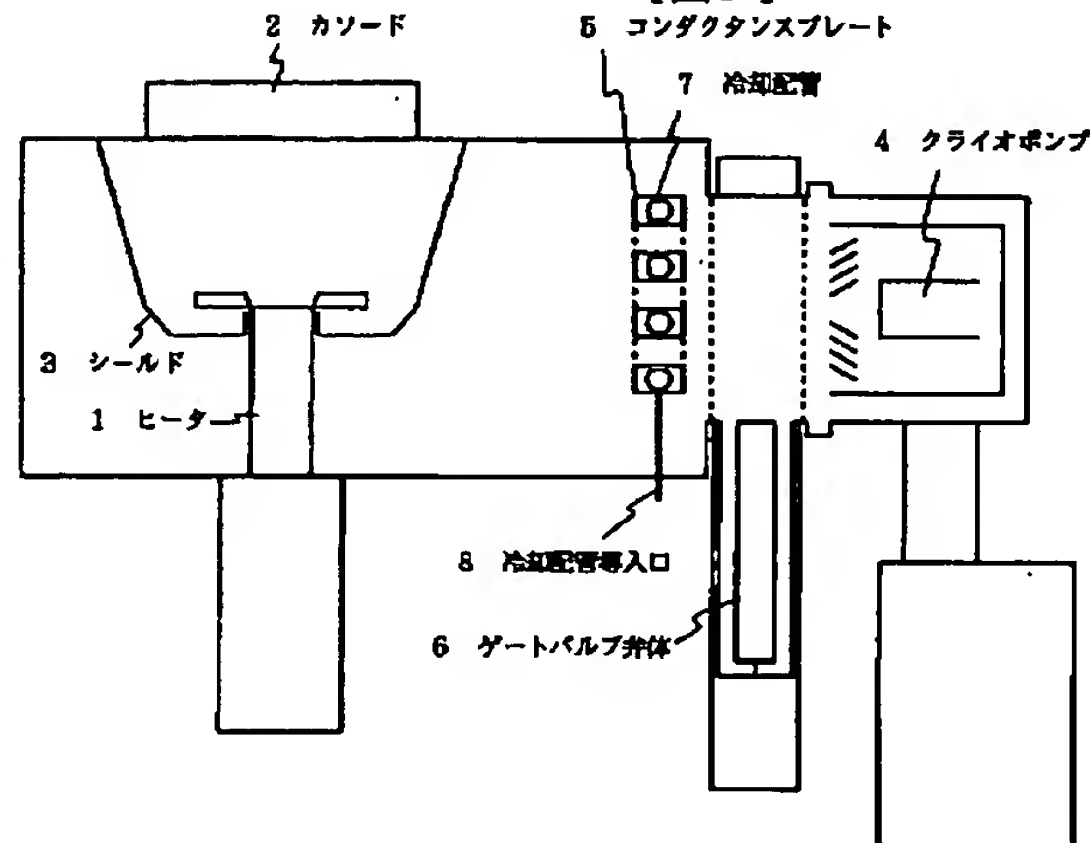 2 カソード
5 コンダクタンスプレート
7 冷却配管
4 クライオポンプ
3 シールド
1 ヒータ
8 冷却配管導入口
6 ゲートバルブ弁体